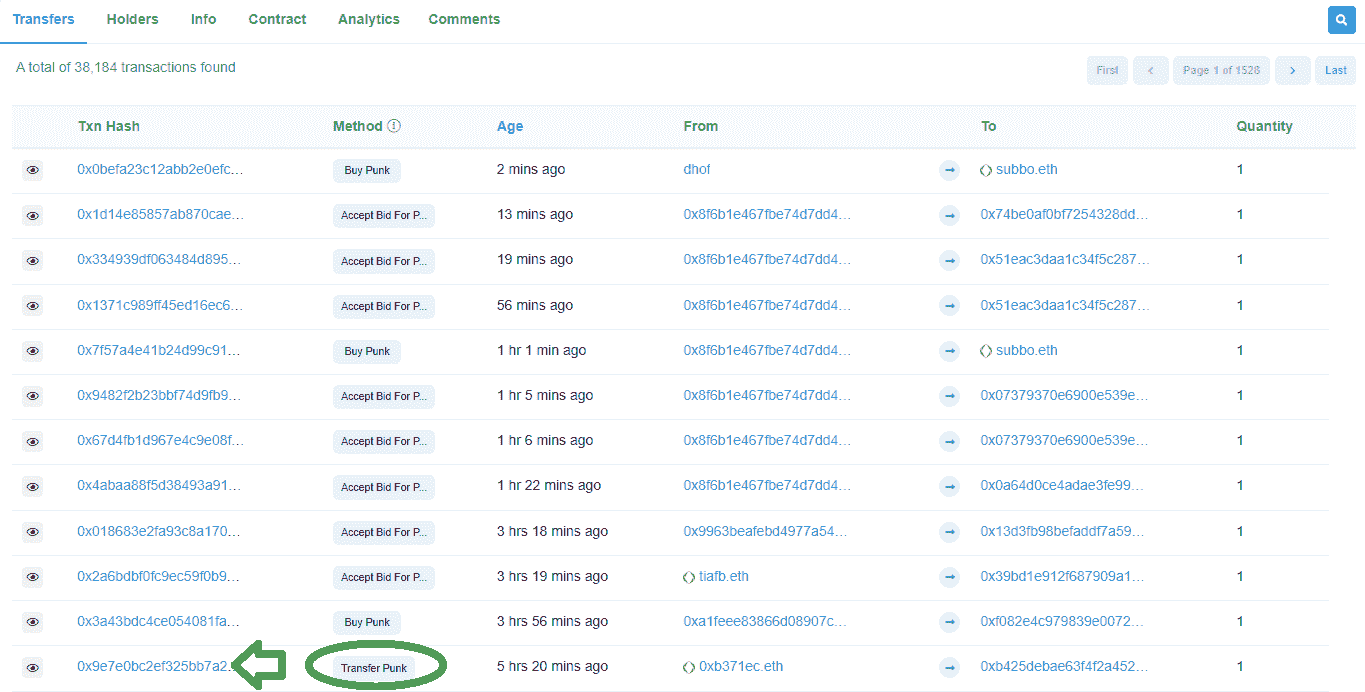 Transfers Holders Info Contract Analytics Comments
A total of 38,184 transactions found
First Page 1 of 1528 Last
Txn Hash Method Age From To Quantity
0x0befa23c12abb2e0efc... Buy Punk 2 mins ago dhof subbo.eth 1
0x1d14e85857ab870cae... Accept Bid For P... 13 mins ago 0x8f6b1e467fbe74d7dd4... 0x74be0af0bf7254328dd... 1
0x334939df063484d895... Accept Bid For P... 19 mins ago 0x8f6b1e467fbe74d7dd4... 0x51eac3daa1c34f5c287... 1
0x1371c989ff45ed16ec6... Accept Bid For P... 56 mins ago 0x8f6b1e467fbe74d7dd4... 0x51eac3daa1c34f5c287... 1
0x7f57a4e41b24d99c91... Buy Punk 1 hr 1 min ago 0x8f6b1e467fbe74d7dd4... subbo.eth 1
0x9482f2b23bbf74d9fb9... Accept Bid For P... 1 hr 5 mins ago 0x8f6b1e467fbe74d7dd4... 0x07379370e6900e539e... 1
0x67d4fb1d967e4c9e08f... Accept Bid For P... 1 hr 6 mins ago 0x8f6b1e467fbe74d7dd4... 0x07379370e6900e539e... 1
0x4abaa88f5d38493a91... Accept Bid For P... 1 hr 22 mins ago 0x8f6b1e467fbe74d7dd4... 0x0a64d0ce4adae3fe99... 1
0x018683e2fa93c8a170... Accept Bid For P... 3 hrs 18 mins ago 0x9963beafebd4977a54... 0x13d3fb98befaddf7a59... 1
0x2a6bdbf0fc9ec59f0b9... Accept Bid For P... 3 hrs 19 mins ago tiafb.eth 0x39bd1e912f687909a1... 1
0x3a43bdc4ce054081fa... Buy Punk 3 hrs 56 mins ago 0xa1feee83866d08907c... 0xf082e4c979839e0072... 1
0x9e7e0bc2ef325bb7a2... Transfer Punk 5 hrs 20 mins ago 0xb371ec.eth 0xb425debae63f4f2a452... 1